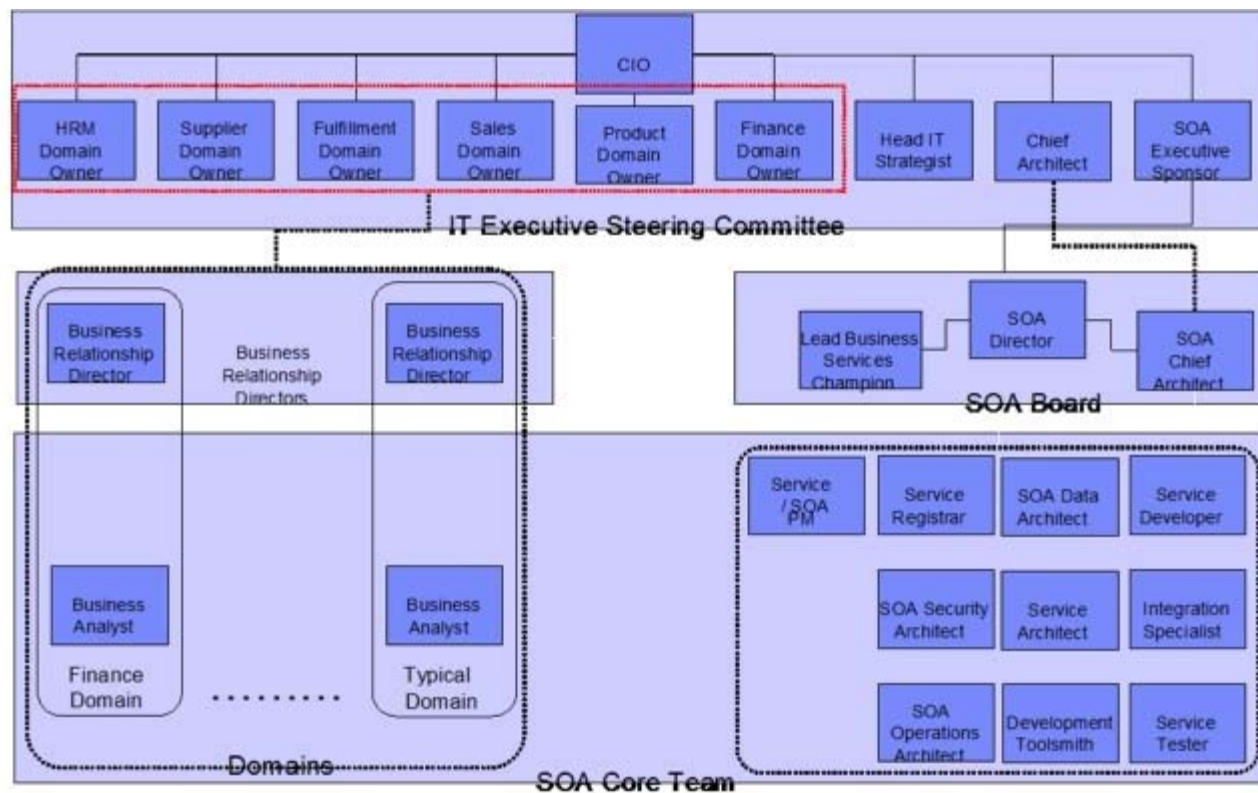 CIO
HRM
Domain
Owner
Supplier
Domain
Owner
Fulfillment
Domain
Owner
Sales
Domain
Owner
Product
Domain
Owner
Finance
Domain
Owner
Head IT
Strategist
Chief
Architect
SOA
Executive
Sponsor
IT Executive Steering Committee
Business
Relationship
Director
Business
Relationship
Directors
Business
Relationship
Director
Lead Business
Services
Champion
SOA
Director
SOA
Chief
Architect
SOA Board
Business
Analyst
Finance
Domain
.........
Business
Analyst
Typical
Domain
Domains
Service
/ SOA
PM
Service
Registrar
SOA Data
Architect
Service
Developer
SOA Security
Architect
Service
Architect
Integration
Specialist
SOA
Operations
Architect
Development
Toolsmith
Service
Tester
SOA Core Team